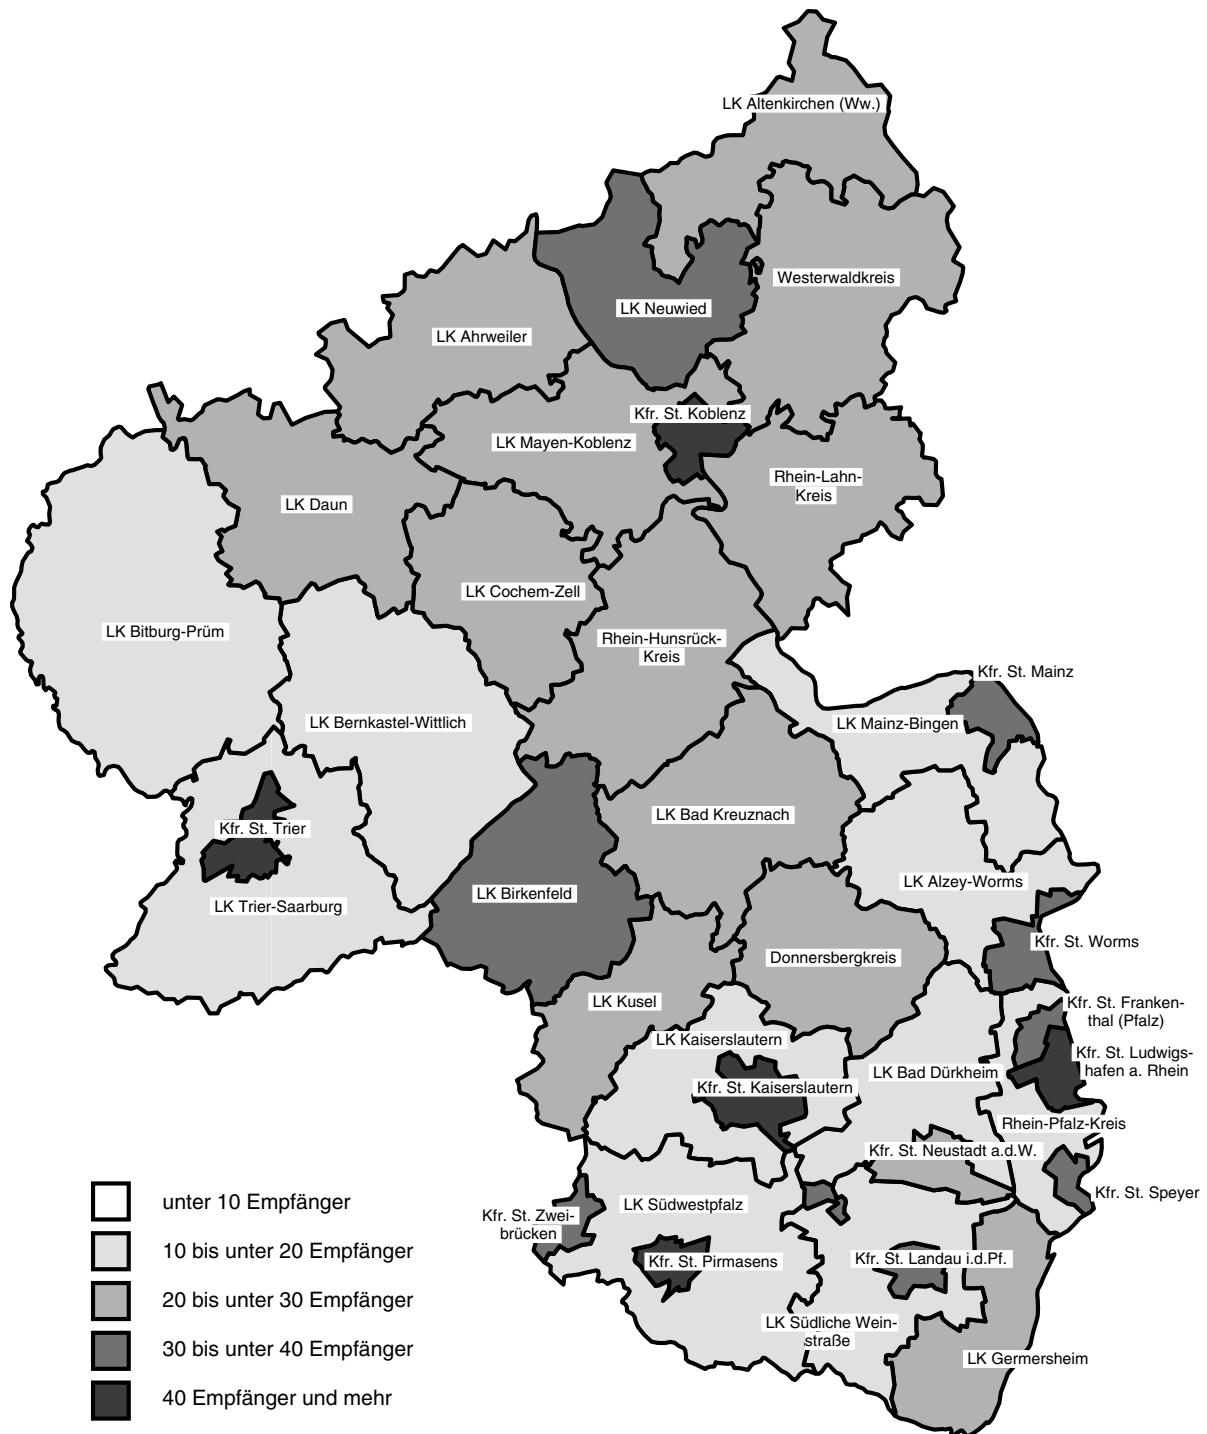 LK Altenkirchen (Ww.)
Westerwaldkreis
LK Neuwied
LK Ahrweiler
Kfr. St. Koblenz
LK Mayen-Koblenz
Rhein-Lahn-
Kreis
LK Daun
LK Cochem-Zell
LK Bitburg-Prüm
Rhein-Hunsrück-
Kreis
Kfr. St. Mainz
LK Bernkastel-Wittlich
LK Mainz-Bingen
LK Bad Kreuznach
Kfr. St. Trier
LK Alzey-Worms
LK Birkenfeld
LK Trier-Saarburg
Kfr. St. Worms
Donnersbergkreis
LK Kusel
Kfr. St. Franken-
thal (Pfalz)
LK Kaiserslautern
Kfr. St. Ludwigs-
hafen a. Rhein
LK Bad Dürkheim
Kfr. St. Kaiserslautern
Rhein-Pfalz-Kreis
Kfr. St. Neustadt a.d.W.
Kfr. St. Speyer
LK Südwestpfalz
Kfr. St. Zwei-
brücken
Kfr. St. Pirmasens
Kfr. St. Landau i.d.Pf.
LK Südliche Wein-
straße
LK Germersheim
unter 10 Empfänger
10 bis unter 20 Empfänger
20 bis unter 30 Empfänger
30 bis unter 40 Empfänger
40 Empfänger und mehr